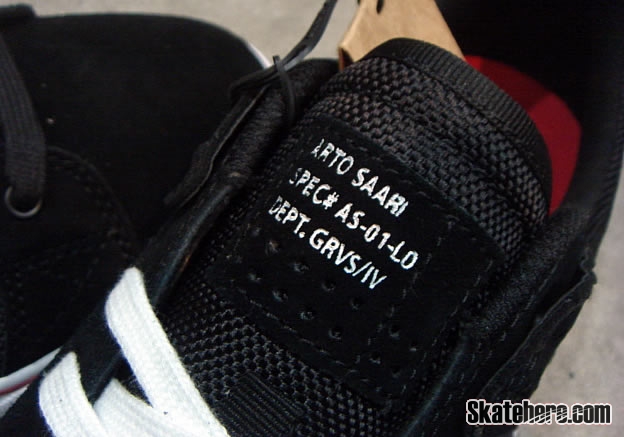 ARTO SAARI
SPEC# AS-01-LO
DEPT. GRVS/IV
Skatehere.com